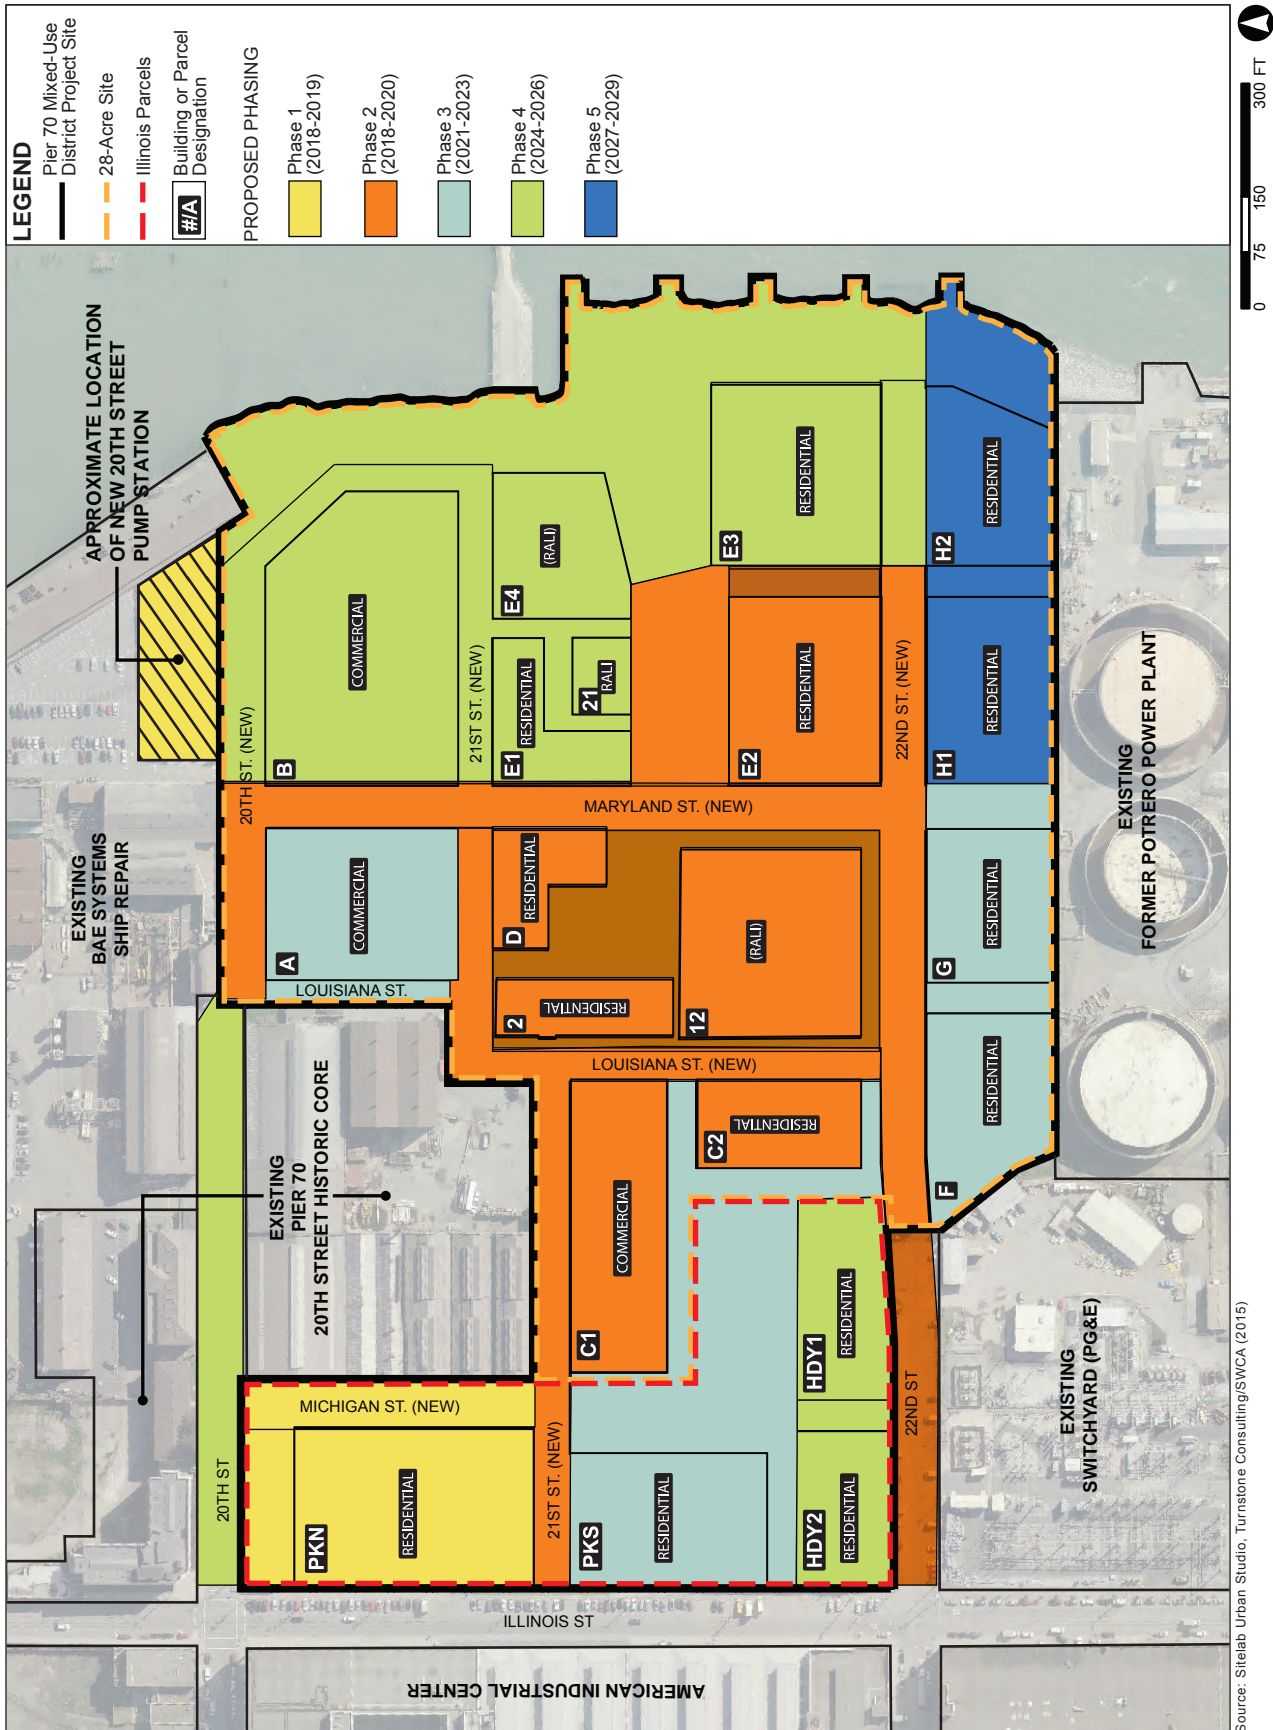 LEGEND
Pier 70 Mixed-Use
District Project Site
28-Acre Site
Illinois Parcels
#/A
Building or Parcel
Designation
PROPOSED PHASING
Phase 1
(2018-2019)
Phase 2
(2018-2020)
Phase 3
(2021-2023)
Phase 4
(2024-2026)
Phase 5
(2027-2029)
APPROXIMATE LOCATION
OF NEW 20TH STREET
PUMP STATION
EXISTING
BAE SYSTEMS
SHIP REPAIR
EXISTING
PIER 70
20TH STREET HISTORIC CORE
20TH ST
20TH ST. (NEW)
MICHIGAN ST. (NEW)
PKN
RESIDENTIAL
LOUISIANA ST.
A
COMMERCIAL
B
COMMERCIAL
21ST ST. (NEW)
21ST ST. (NEW)
E4
(RALI)
E1
RESIDENTIAL
21
RALI
D
RESIDENTIAL
2
RESIDENTIAL
12
(RALI)
MARYLAND ST. (NEW)
LOUISIANA ST. (NEW)
C1
COMMERCIAL
C2
RESIDENTIAL
PKS
RESIDENTIAL
HDY1
RESIDENTIAL
HDY2
RESIDENTIAL
E3
RESIDENTIAL
E2
RESIDENTIAL
22ND ST. (NEW)
22ND ST
F
RESIDENTIAL
G
RESIDENTIAL
H1
RESIDENTIAL
H2
RESIDENTIAL
ILLINOIS ST
AMERICAN INDUSTRIAL CENTER
EXISTING
SWITCHYARD (PG&E)
EXISTING
FORMER POTRERO POWER PLANT
0 75 150 300 FT
Source: Sitelab Urban Studio, Turnstone Consulting/SWCA (2015)